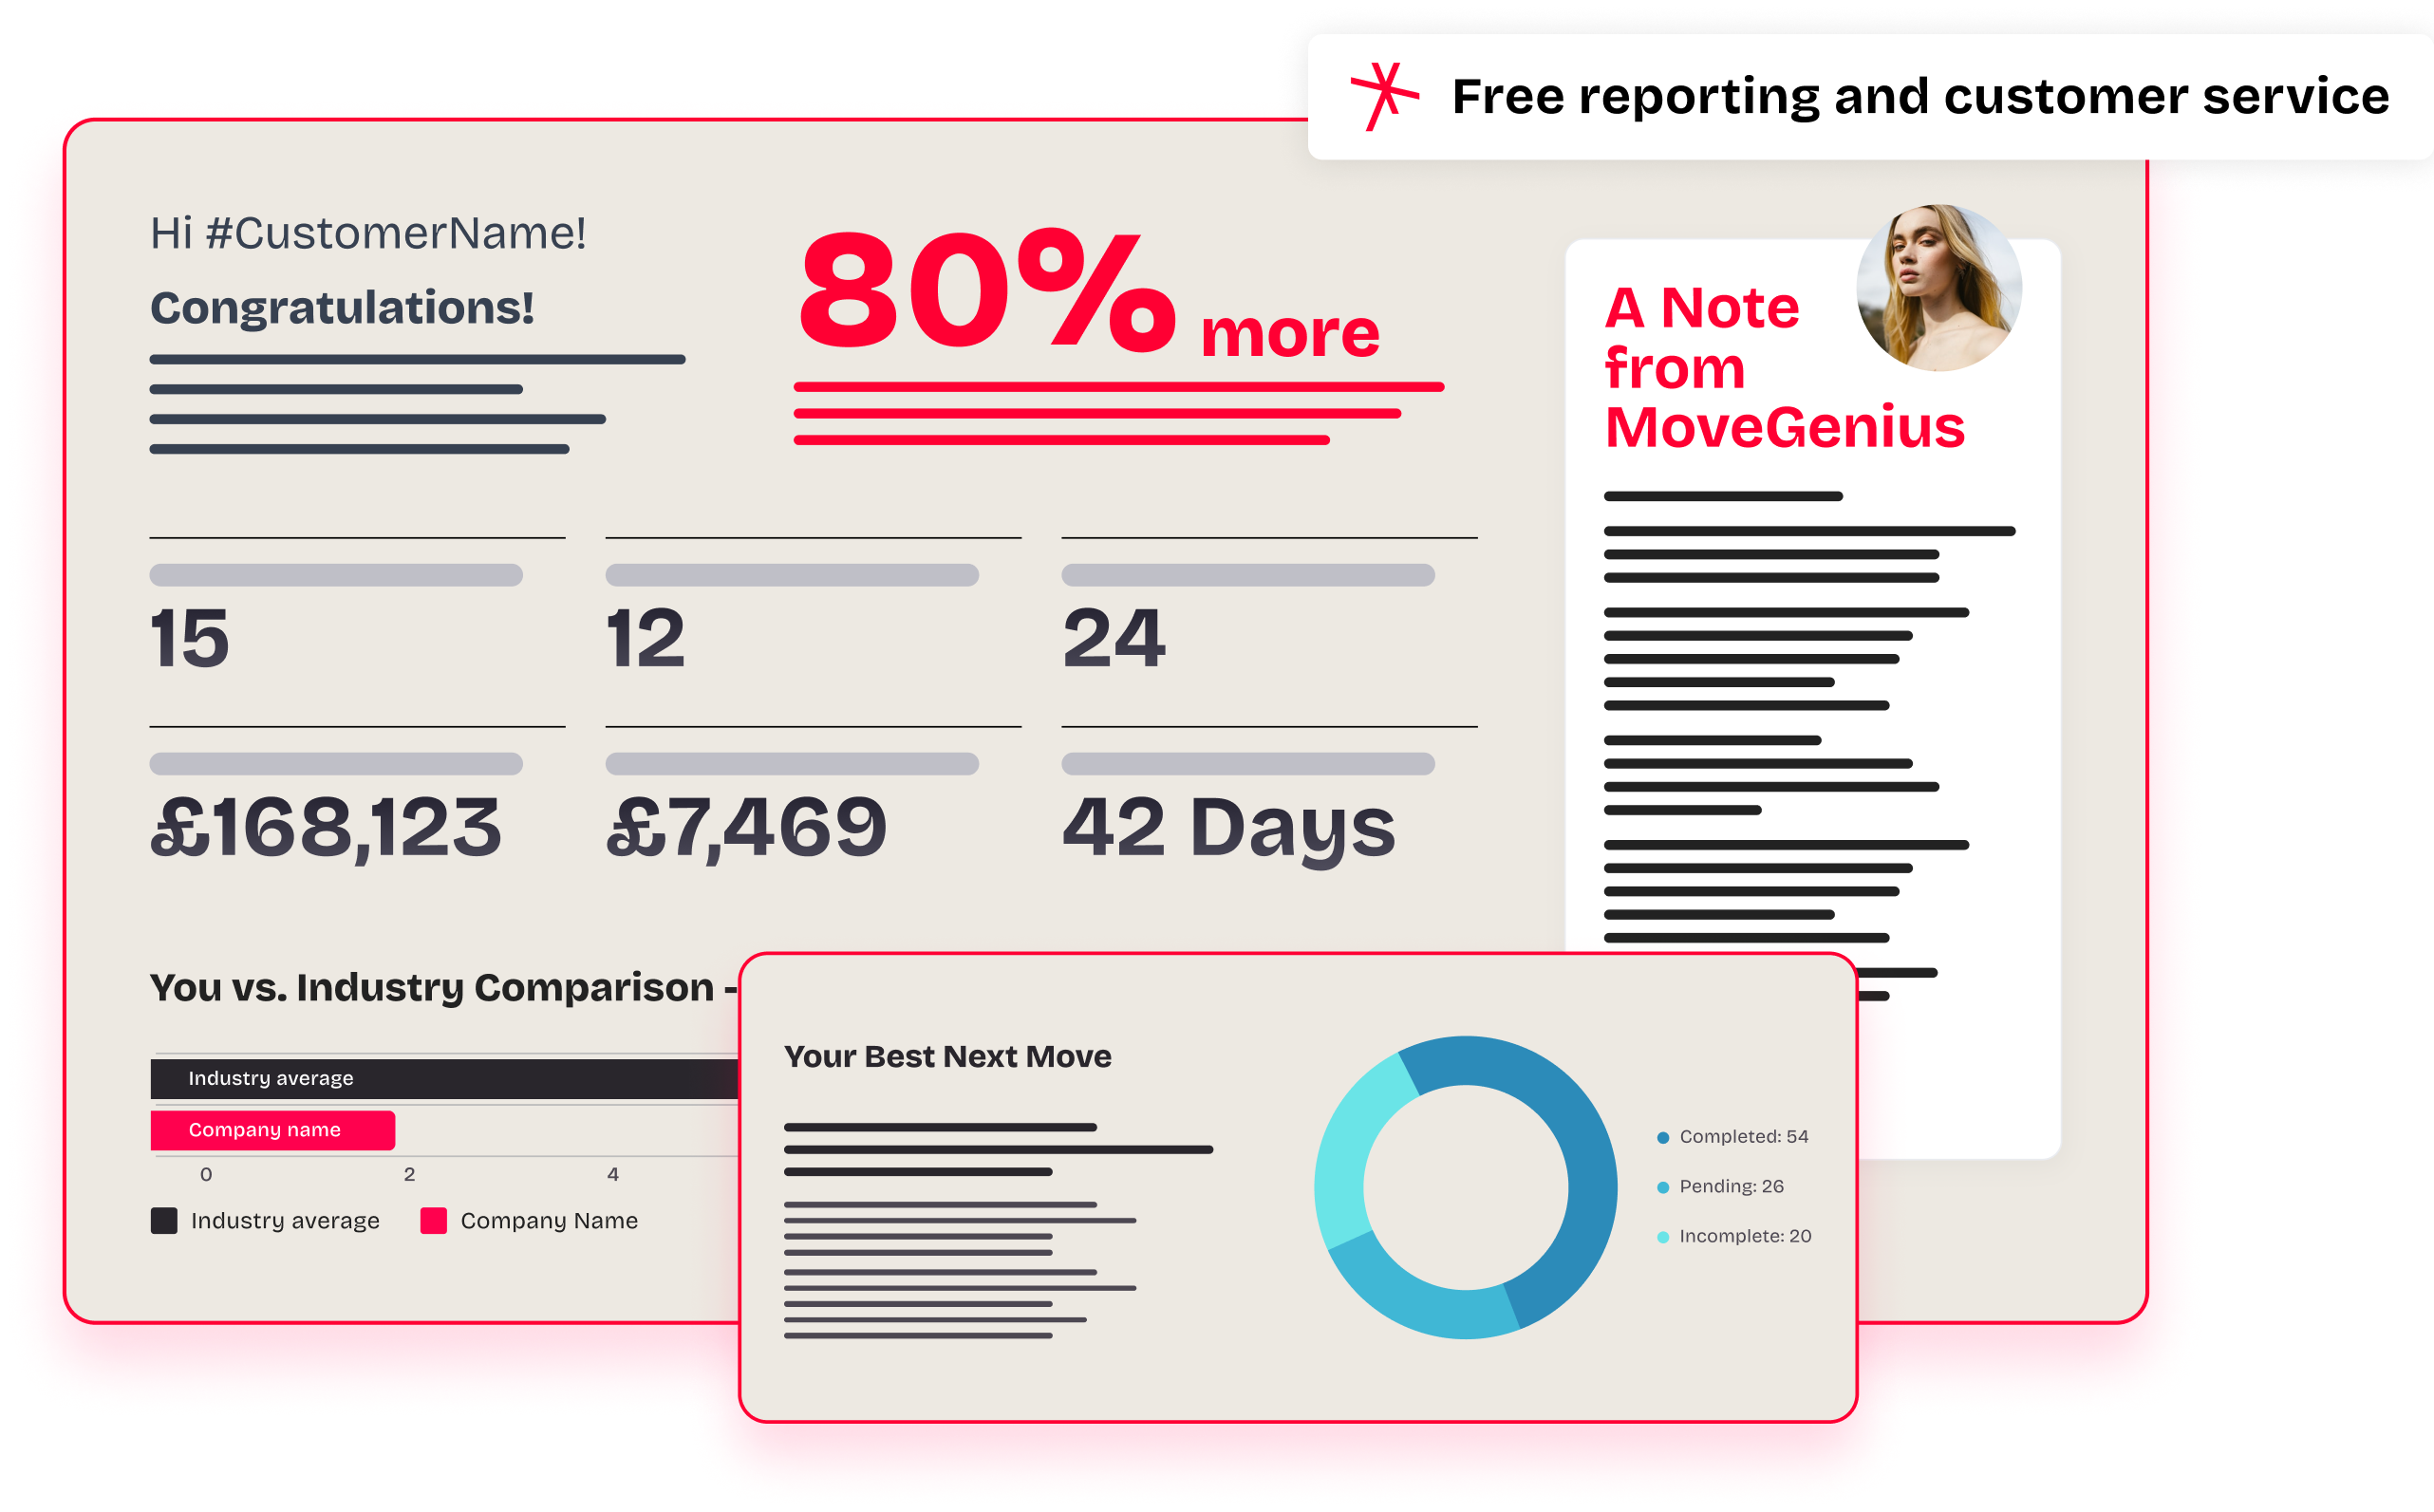 Free reporting and customer service
Hi #CustomerName!
Congratulations!
80% more
A Note
from
MoveGenius
15
12
24
£168,123
£7,469
42 Days
You vs. Industry Comparison -
Industry average
Company name
0 2 4
Industry average
Company Name
Your Best Next Move
Completed: 54
Pending: 26
Incomplete: 20